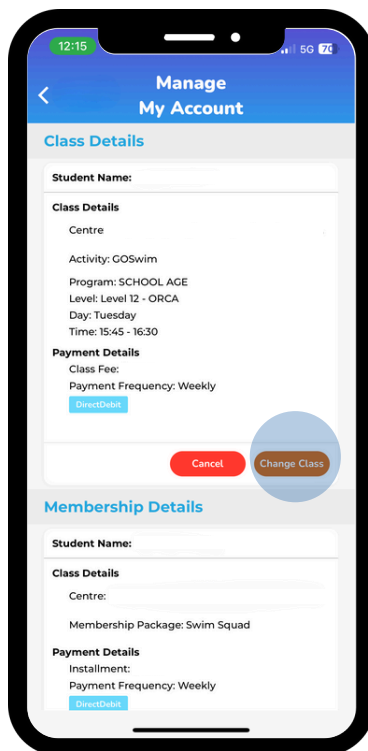 12:15
5G 70
Manage
My Account
Class Details
Student Name:
Class Details
Centre
Activity: GOSwim
Program: SCHOOL AGE
Level: Level 12 - ORCA
Day: Tuesday
Time: 15:45 - 16:30
Payment Details
Class Fee:
Payment Frequency: Weekly
DirectDebit
Cancel Change Class
Membership Details
Student Name:
Class Details
Centre:
Membership Package: Swim Squad
Payment Details
Installment:
Payment Frequency: Weekly
DirectDebit